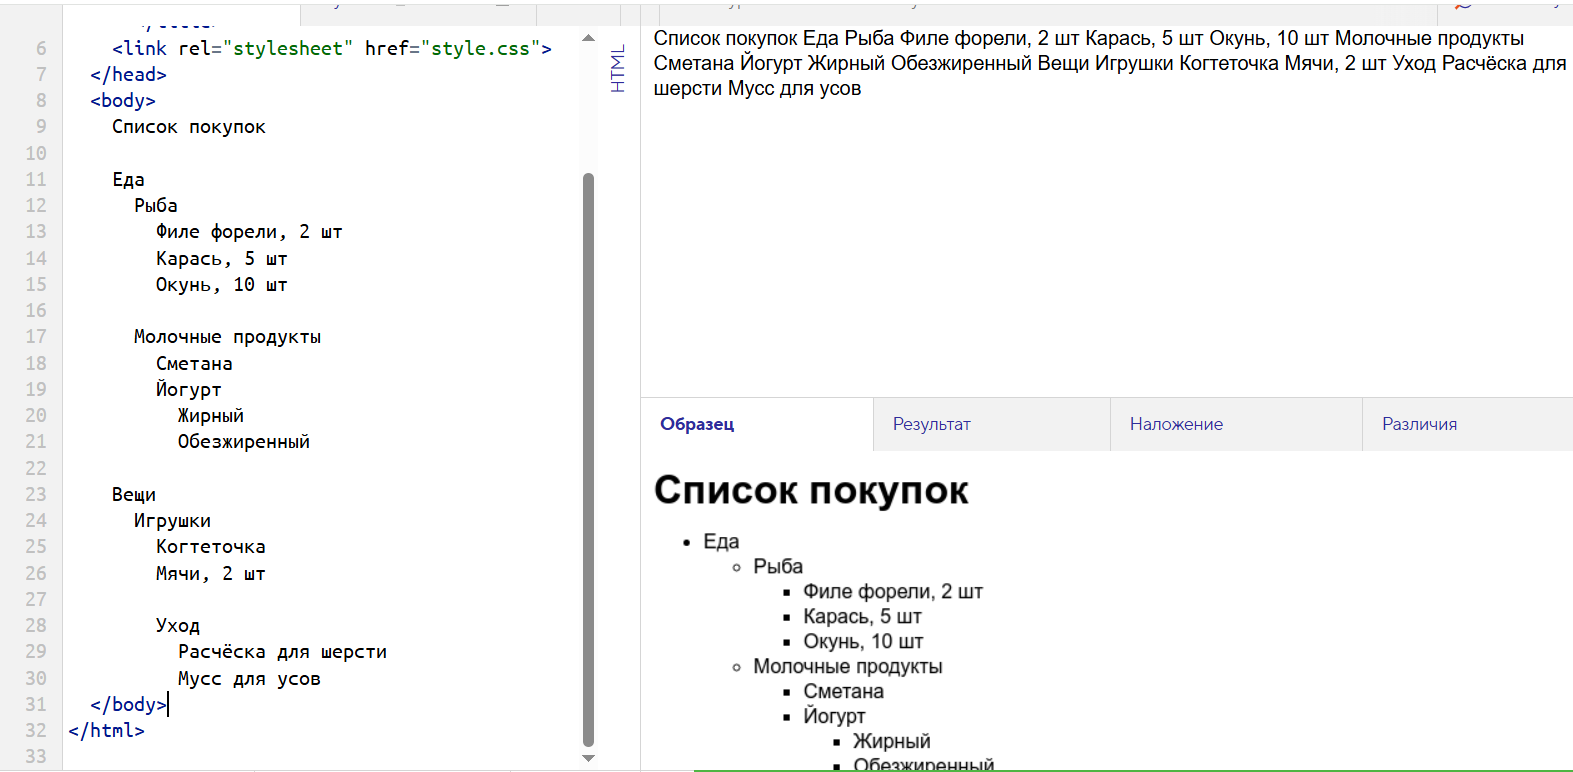 6 <link rel="stylesheet" href="style.css">
7 </head>
8 <body>
9 Список покупок
10
11 Еда
12 Рыба
13 Филе форели, 2 шт
14 Карась, 5 шт
15 Окунь, 10 шт
16
17 Молочные продукты
18 Сметана
19 Йогурт
20 Жирный
21 Обезжиренный
22
23 Вещи
24 Игрушки
25 Когтеточка
26 Мячи, 2 шт
27
28 Уход
29 Расчёска для шерсти
30 Мусс для усов
31 </body>
32 </html>
33
HTML
Список покупок Еда Рыба Филе форели, 2 шт Карась, 5 шт Окунь, 10 шт Молочные продукты
Сметана Йогурт Жирный Обезжиренный Вещи Игрушки Когтеточка Мячи, 2 шт Уход Расчёска для
шерсти Мусс для усов
Образец Результат Наложение Различия
Список покупок
Еда
Рыба
Филе форели, 2 шт
Карась, 5 шт
Окунь, 10 шт
Молочные продукты
Сметана
Йогурт
Жирный
Обезжиренный